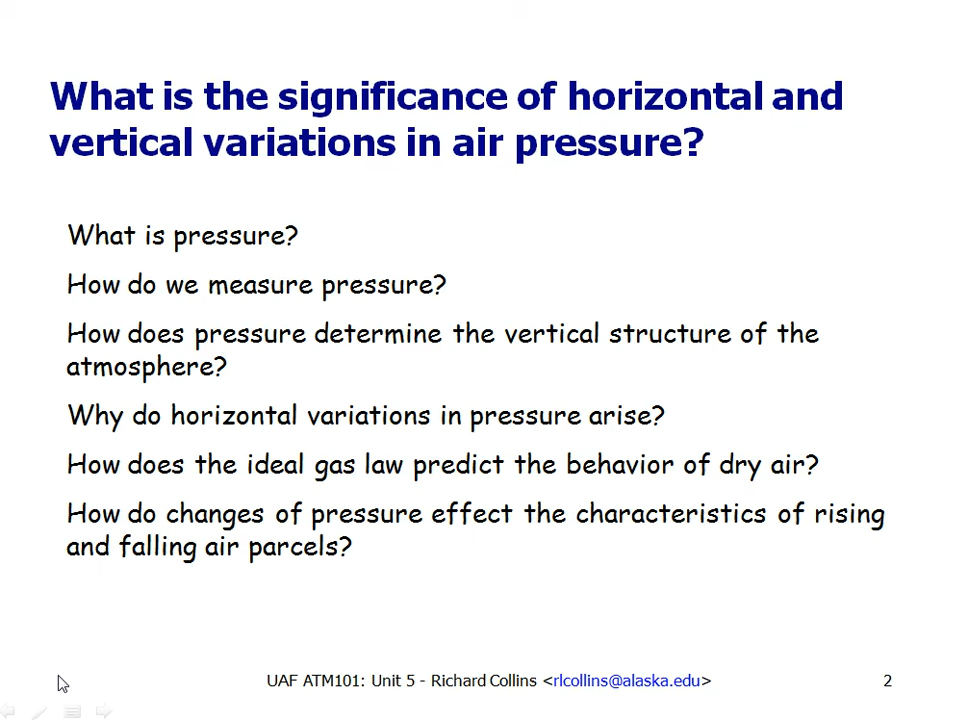 What is the significance of horizontal and
vertical variations in air pressure?
What is pressure?
How do we measure pressure?
How does pressure determine the vertical structure of the
atmosphere?
Why do horizontal variations in pressure arise?
How does the ideal gas law predict the behavior of dry air?
How do changes of pressure effect the characteristics of rising
and falling air parcels?
UAF ATM101: Unit 5 - Richard Collins <rlcollins@alaska.edu>
2